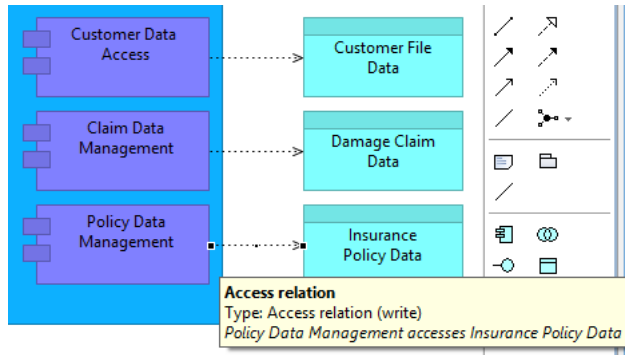 Customer Data
Access
Customer File
Data
Claim Data
Management
Damage Claim
Data
Policy Data
Management
Insurance
Policy Data
Access relation
Type: Access relation (write)
Policy Data Management accesses Insurance Policy Data